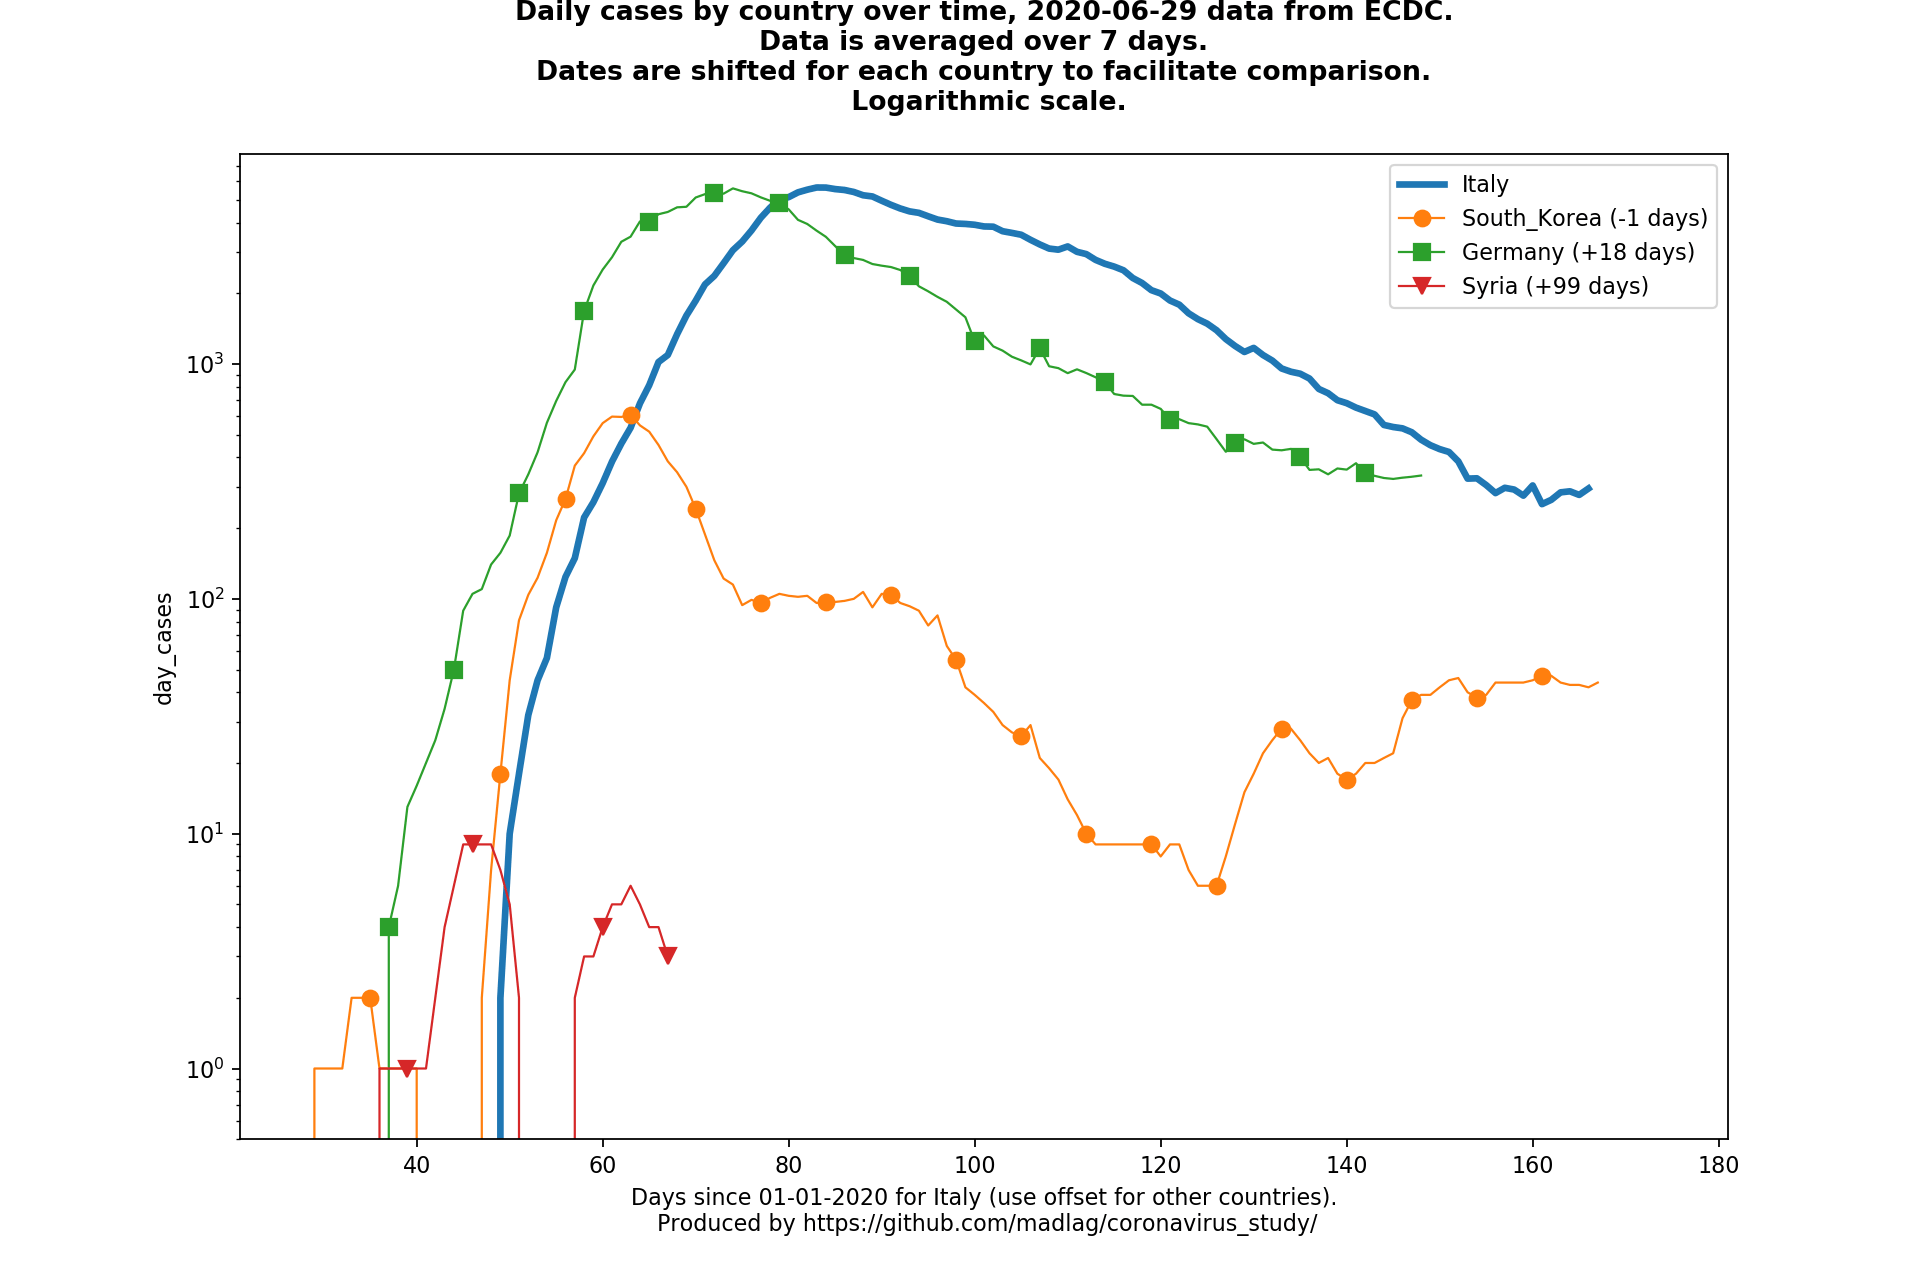 Daily cases by country over time, 2020-06-29 data from ECDC.
Data is averaged over 7 days.
Dates are shifted for each country to facilitate comparison.
Logarithmic scale.
Italy
South_Korea (-1 days)
Germany (+18 days)
Syria (+99 days)
day_cases
10³
10²
10¹
10⁰
40 60 80 100 120 140 160 180
Days since 01-01-2020 for Italy (use offset for other countries).
Produced by https://github.com/madlag/coronavirus_study/